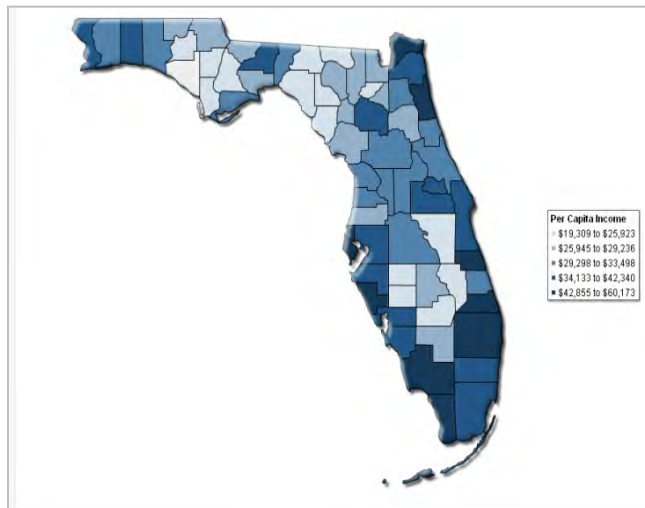 Per Capita Income
$19,309 to $25,923
$25,945 to $29,236
$29,298 to $33,498
$34,133 to $42,340
$42,855 to $60,173